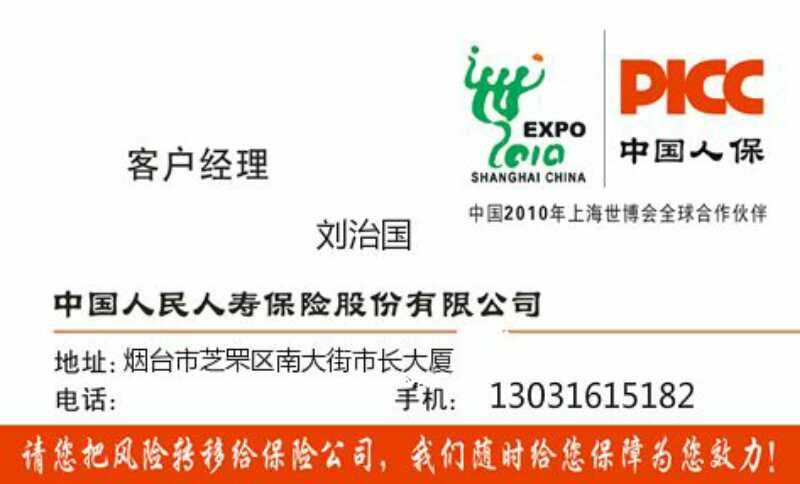 EXPO
2010
SHANGHAI CHINA
PICC
中国人保
中国2010年上海世博会全球合作伙伴
客户经理
刘治国
中国人民人寿保险股份有限公司
地址:烟台市芝罘区南大街市长大厦
电话: 手机: 13031615182
请您把风险转移给保险公司，我们随时给您保障为您效力!